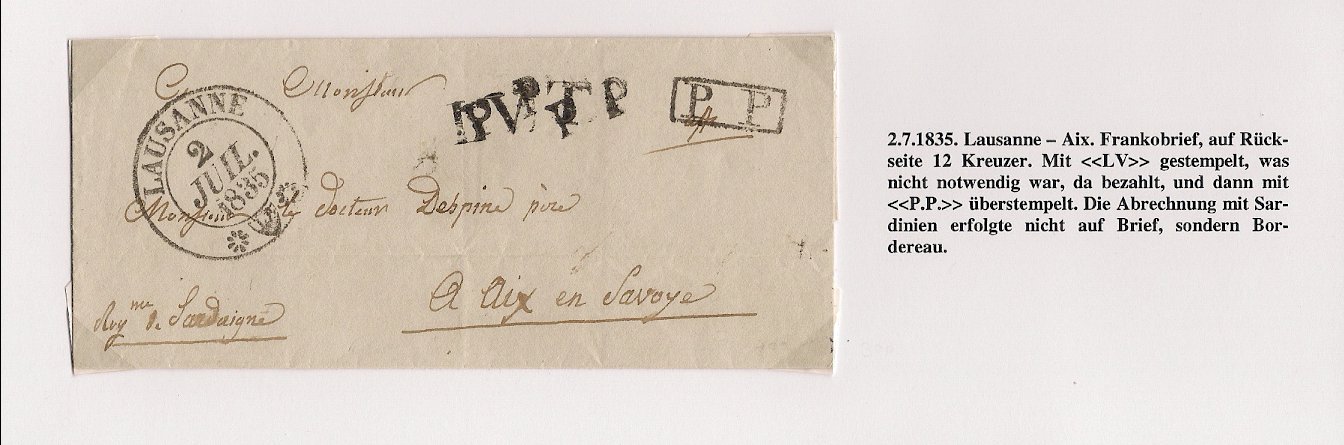 Monsieur
LAUSANNE
2
JUIL.
1835
P P
P P
P P
aff
Monsieur le docteur Despine père
A Aix en Savoye
Roy.me de Sardaigne
2.7.1835. Lausanne – Aix. Frankobrief, auf Rück-
seite 12 Kreuzer. Mit <<LV>> gestempelt, was
nicht notwendig war, da bezahlt, und dann mit
<<P.P.>> überstempelt. Die Abrechnung mit Sar-
dinien erfolgte nicht auf Brief, sondern Bor-
dereau.